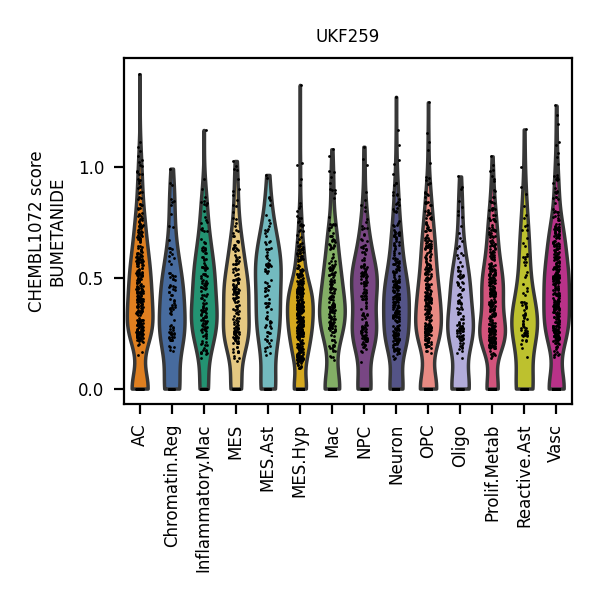 UKF259
CHEMBL1072 score
BUMETANIDE
1.0
0.5
0.0
AC
Chromatin.Reg
Inflammatory.Mac
MES
MES.Ast
MES.Hyp
Mac
NPC
Neuron
OPC
Oligo
Prolif.Metab
Reactive.Ast
Vasc